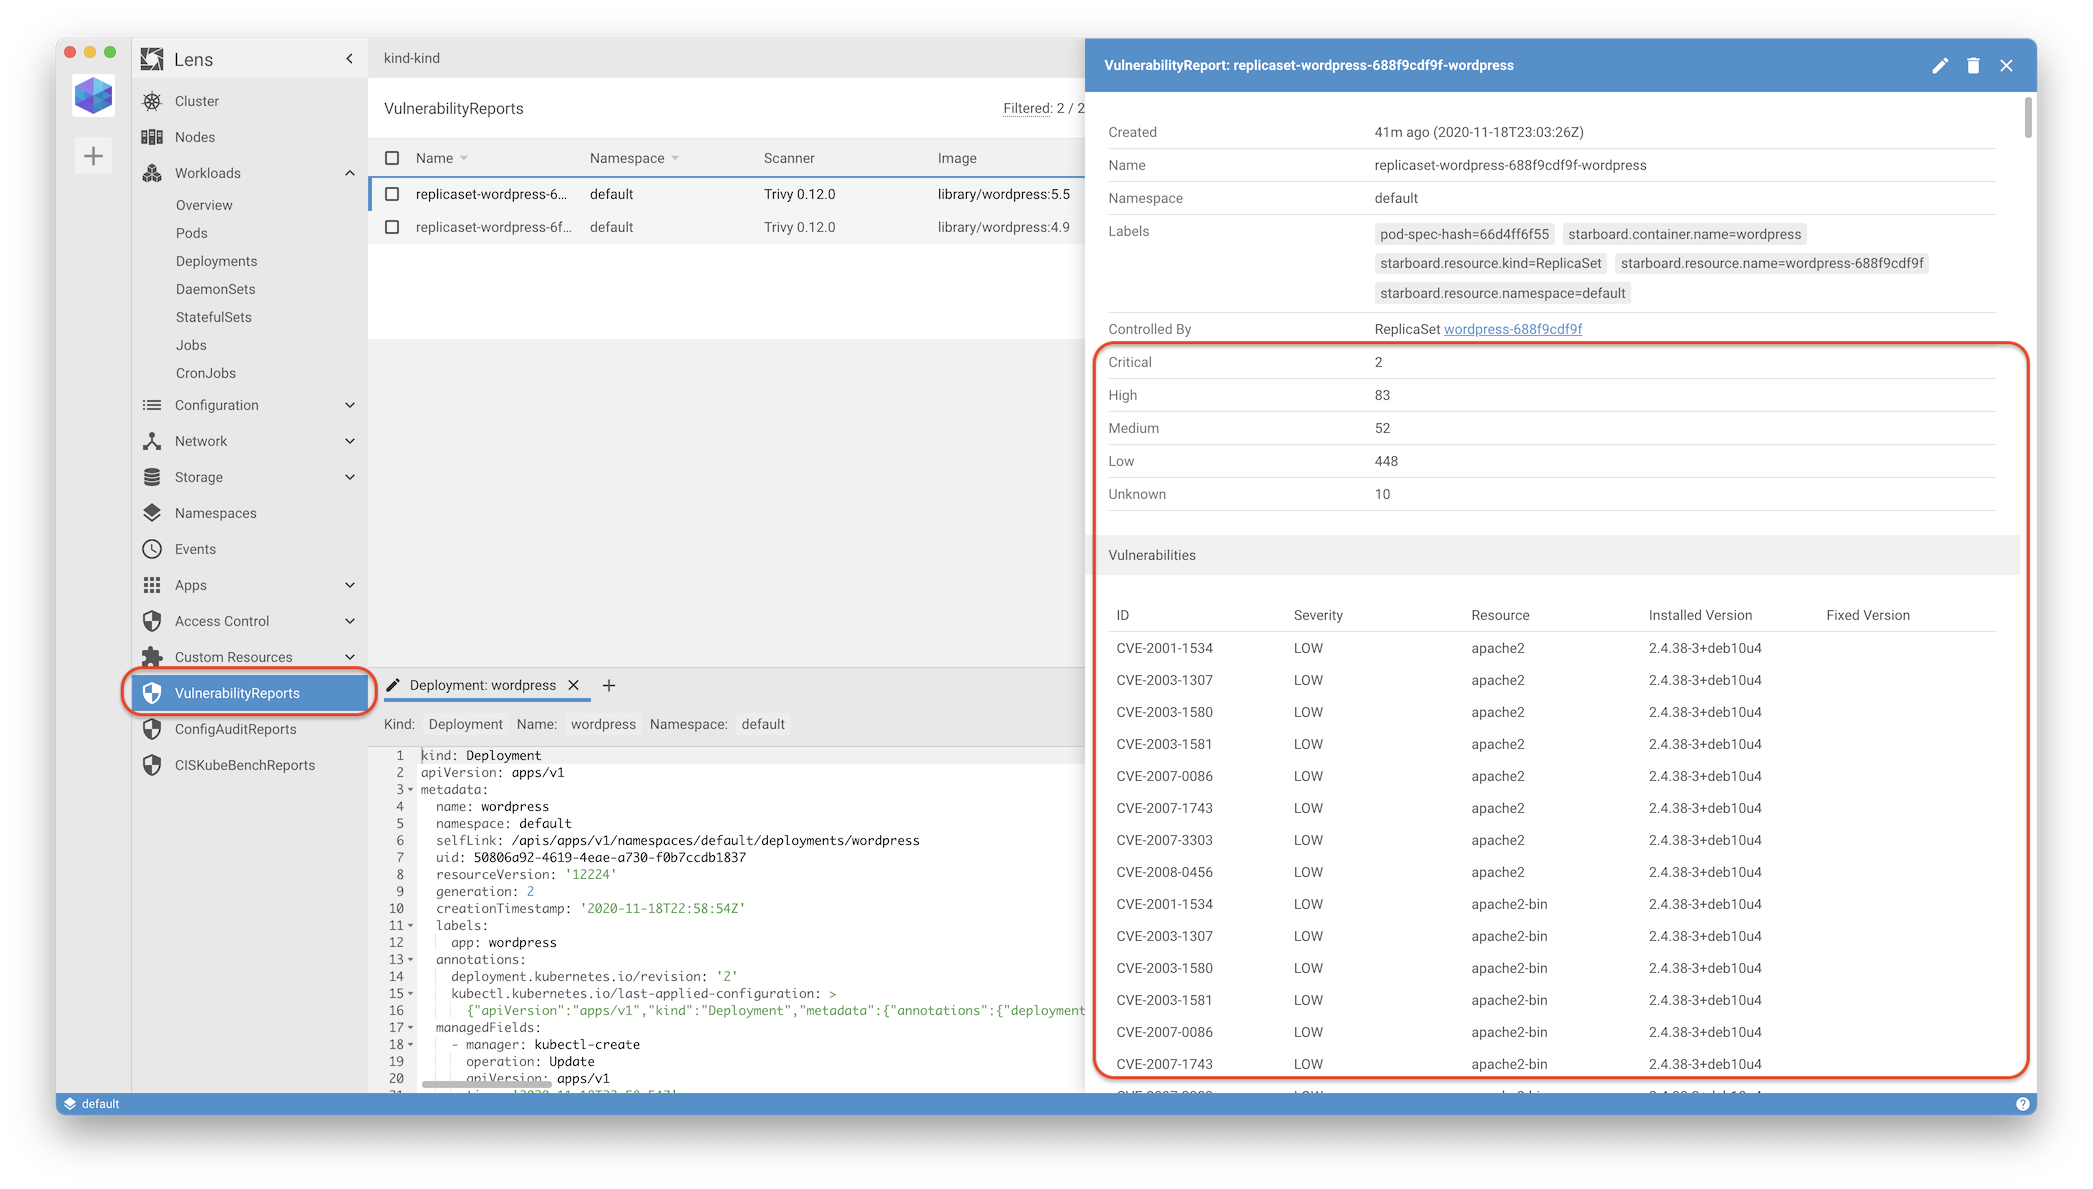 Lens
Cluster
Nodes
Workloads
Overview
Pods
Deployments
DaemonSets
StatefulSets
Jobs
CronJobs
Configuration
Network
Storage
Namespaces
Events
Apps
Access Control
Custom Resources
VulnerabilityReports
ConfigAuditReports
CISKubeBenchReports
kind-kind
VulnerabilityReports Filtered: 2 / 2
Name Namespace Scanner Image
replicaset-wordpress-6... default Trivy 0.12.0 library/wordpress:5.5
replicaset-wordpress-6f... default Trivy 0.12.0 library/wordpress:4.9
Deployment: wordpress
Kind: Deployment Name: wordpress Namespace: default
1 kind: Deployment
2 apiVersion: apps/v1
3 metadata:
4 name: wordpress
5 namespace: default
6 selfLink: /apis/apps/v1/namespaces/default/deployments/wordpress
7 uid: 50806a92-4619-4eae-a730-f0b7ccdb1837
8 resourceVersion: '12224'
9 generation: 2
10 creationTimestamp: '2020-11-18T22:58:54Z'
11 labels:
12 app: wordpress
13 annotations:
14 deployment.kubernetes.io/revision: '2'
15 kubectl.kubernetes.io/last-applied-configuration: >
16 {"apiVersion":"apps/v1","kind":"Deployment","metadata":{"annotations":{"deployment
17 managedFields:
18 - manager: kubectl-create
19 operation: Update
20 apiVersion: apps/v1
VulnerabilityReport: replicaset-wordpress-688f9cdf9f-wordpress
Created 41m ago (2020-11-18T23:03:26Z)
Name replicaset-wordpress-688f9cdf9f-wordpress
Namespace default
Labels pod-spec-hash=66d4ff6f55 starboard.container.name=wordpress
starboard.resource.kind=ReplicaSet starboard.resource.name=wordpress-688f9cdf9f
starboard.resource.namespace=default
Controlled By ReplicaSet wordpress-688f9cdf9f
Critical 2
High 83
Medium 52
Low 448
Unknown 10
Vulnerabilities
ID Severity Resource Installed Version Fixed Version
CVE-2001-1534 LOW apache2 2.4.38-3+deb10u4
CVE-2003-1307 LOW apache2 2.4.38-3+deb10u4
CVE-2003-1580 LOW apache2 2.4.38-3+deb10u4
CVE-2003-1581 LOW apache2 2.4.38-3+deb10u4
CVE-2007-0086 LOW apache2 2.4.38-3+deb10u4
CVE-2007-1743 LOW apache2 2.4.38-3+deb10u4
CVE-2007-3303 LOW apache2 2.4.38-3+deb10u4
CVE-2008-0456 LOW apache2 2.4.38-3+deb10u4
CVE-2001-1534 LOW apache2-bin 2.4.38-3+deb10u4
CVE-2003-1307 LOW apache2-bin 2.4.38-3+deb10u4
CVE-2003-1580 LOW apache2-bin 2.4.38-3+deb10u4
CVE-2003-1581 LOW apache2-bin 2.4.38-3+deb10u4
CVE-2007-0086 LOW apache2-bin 2.4.38-3+deb10u4
CVE-2007-1743 LOW apache2-bin 2.4.38-3+deb10u4
default